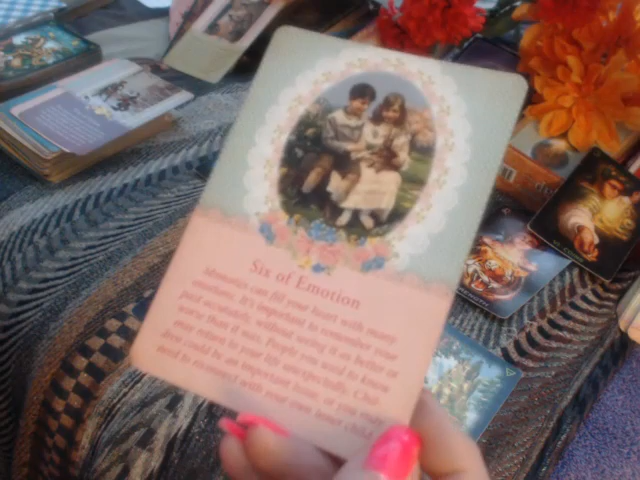 Six of Emotion
Memories can fill your heart with many
emotions. It's important to remember your
past accurately, without seeing it as better or
worse than it was. People you used to know
may return to your life unexpectedly. Chil-
dren could be an important focus, or you may
need to reconnect with your own inner child.